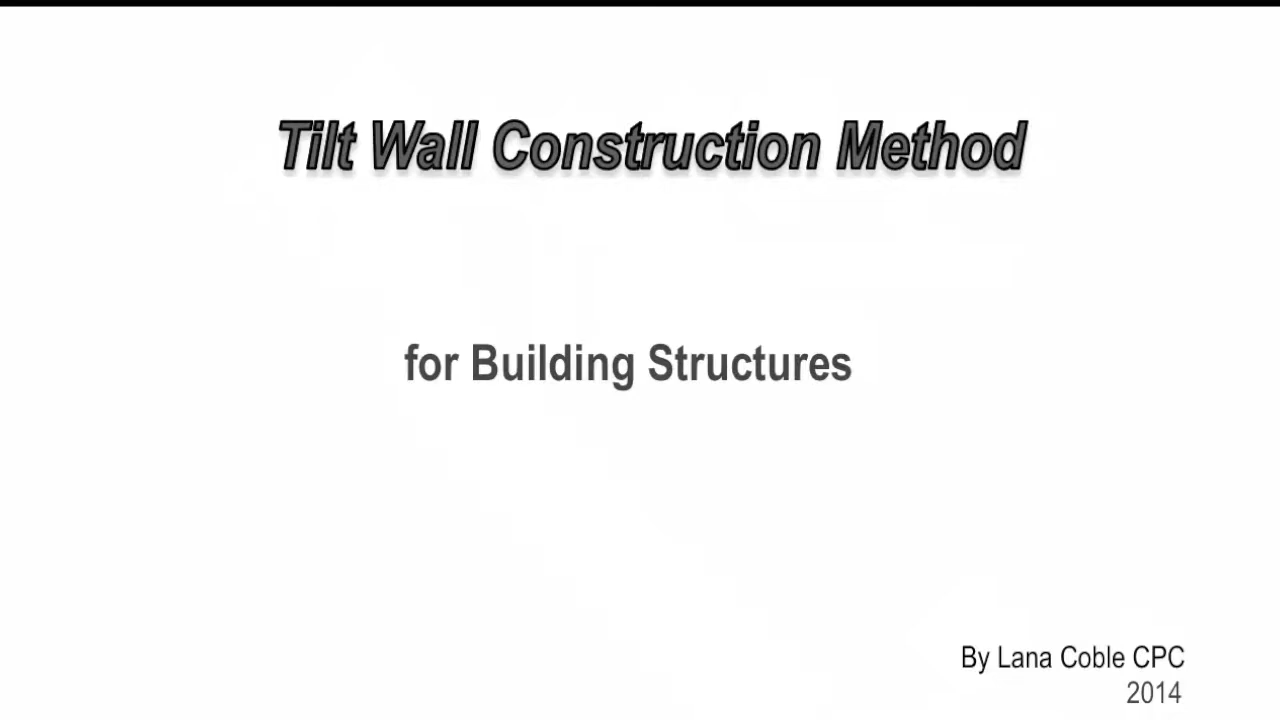 Tilt Wall Construction Method
for Building Structures
By Lana Coble CPC
2014